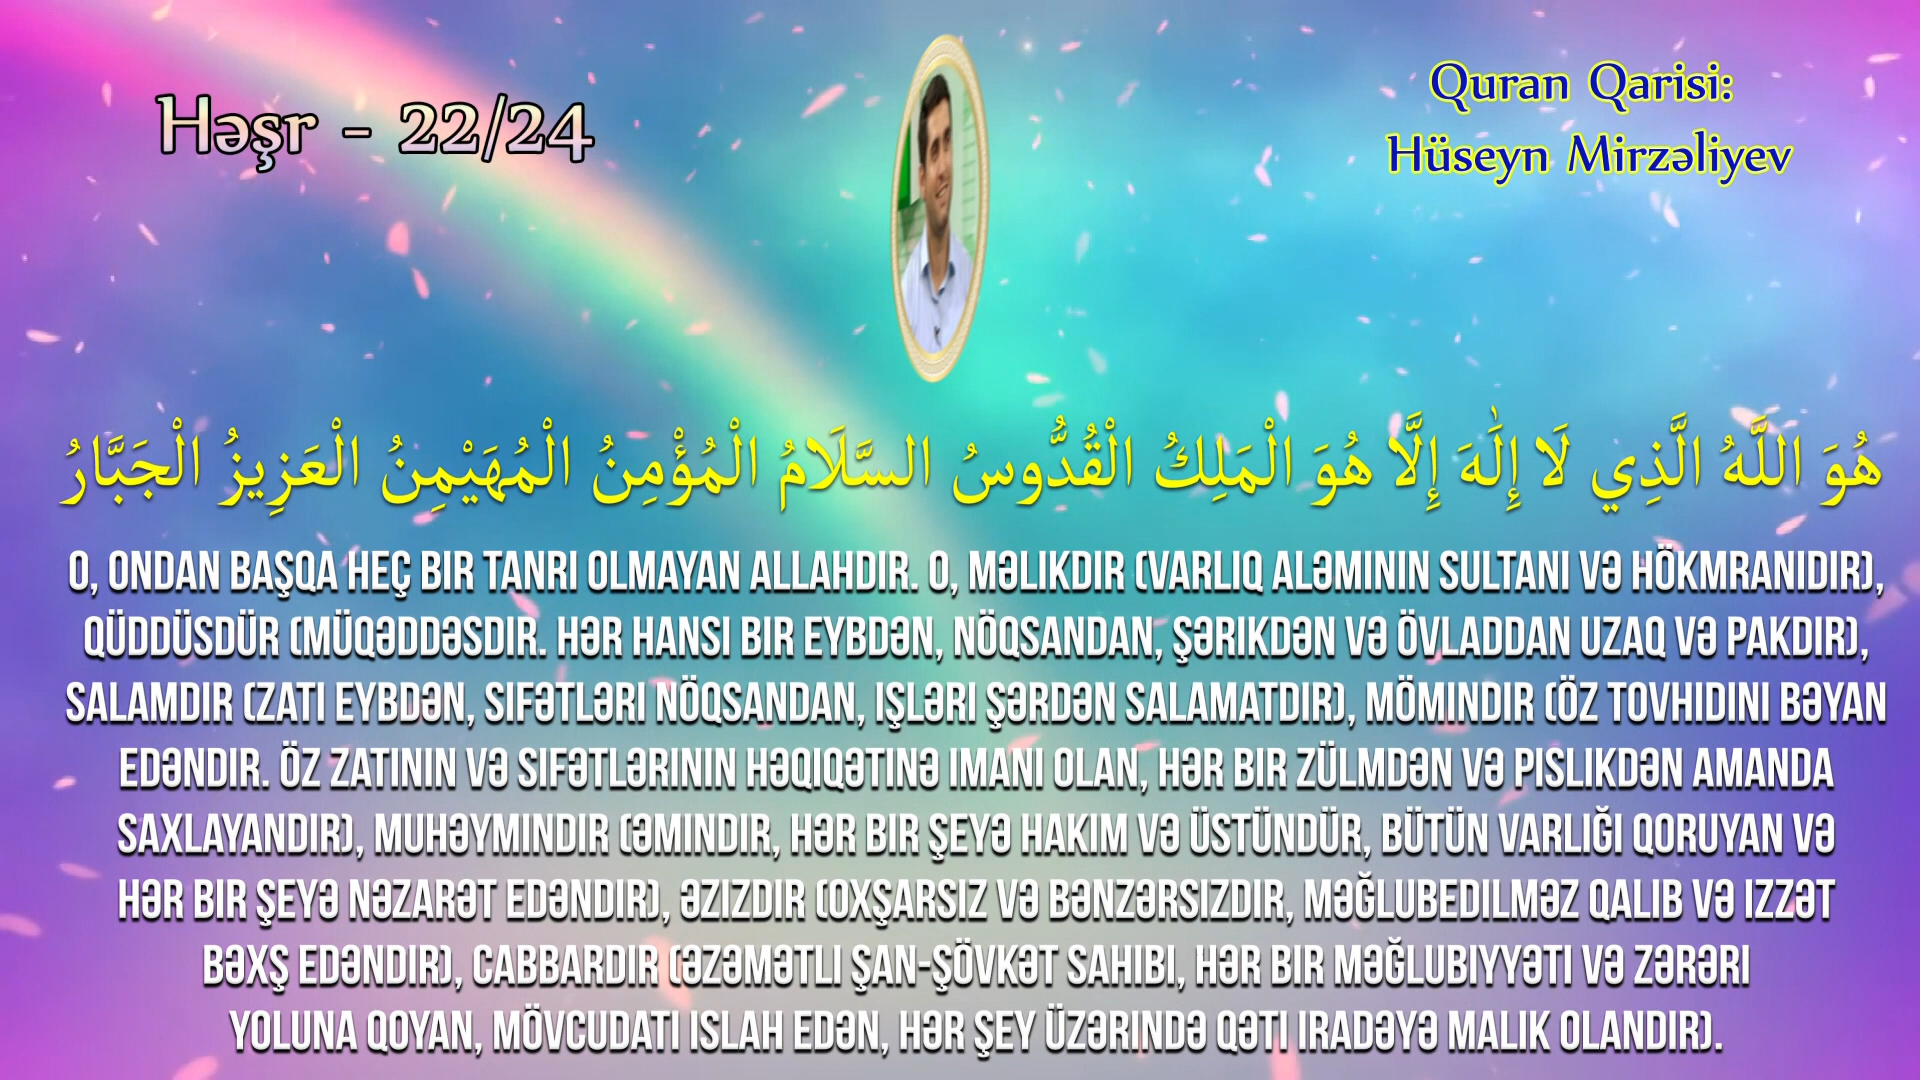 Həşr - 22/24
Quran Qarisi:
Hüseyn Mirzəliyev
هُوَ اللَّهُ الَّذِي لَا إِلَٰهَ إِلَّا هُوَ الْمَلِكُ الْقُدُّوسُ السَّلَامُ الْمُؤْمِنُ الْمُهَيْمِنُ الْعَزِيزُ الْجَبَّارُ
O, ONDAN BAŞQA HEÇ BIR TANRI OLMAYAN ALLAHDIR. O, MƏLIKDIR (VARLIQ ALƏMININ SULTANI VƏ HÖKMRANIDIR),
QÜDDÜSDÜR (MÜQƏDDƏSDIR. HƏR HANSI BIR EYBDƏN, NÖQSANDAN, ŞƏRIKDƏN VƏ ÖVLADDAN UZAQ VƏ PAKDIR),
SALAMDIR (ZATI EYBDƏN, SIFƏTLƏRI NÖQSANDAN, IŞLƏRI ŞƏRDƏN SALAMATDIR), MÖMINDIR (ÖZ TOVHIDINI BƏYAN
EDƏNDIR. ÖZ ZATININ VƏ SIFƏTLƏRININ HƏQIQƏTINƏ IMANI OLAN, HƏR BIR ZÜLMDƏN VƏ PISLIKDƏN AMANDA
SAXLAYANDIR), MUHƏYMINDIR (ƏMINDIR, HƏR BIR ŞEYƏ HAKIM VƏ ÜSTÜNDÜR, BÜTÜN VARLIĞI QORUYAN VƏ
HƏR BIR ŞEYƏ NƏZARƏT EDƏNDIR), ƏZIZDIR (OXŞARSIZ VƏ BƏNZƏRSIZDIR, MƏĞLUBEDILMƏZ QALIB VƏ IZZƏT
BƏXŞ EDƏNDIR), CABBARDIR (ƏZƏMƏTLI ŞAN-ŞÖVKƏT SAHIBI, HƏR BIR MƏĞLUBIYYƏTI VƏ ZƏRƏRI
YOLUNA QOYAN, MÖVCUDATI ISLAH EDƏN, HƏR ŞEY ÜZƏRINDƏ QƏTI IRADƏYƏ MALIK OLANDIR).